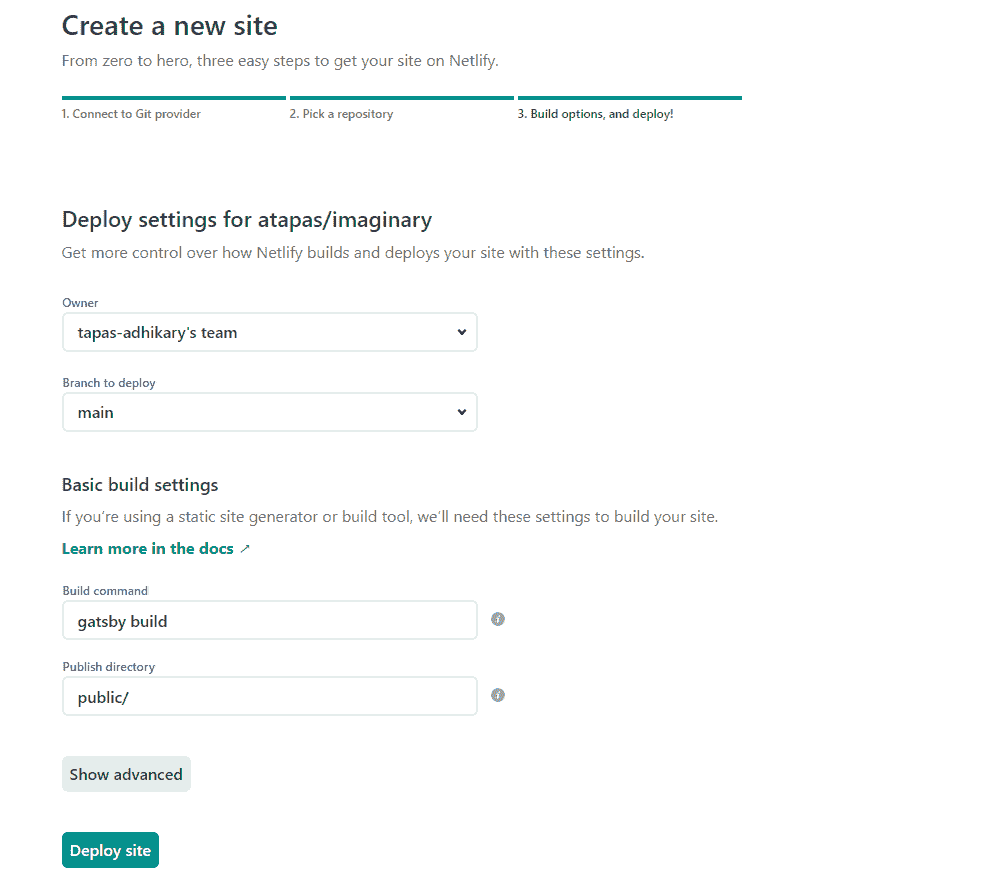 Create a new site
From zero to hero, three easy steps to get your site on Netlify.
1. Connect to Git provider
2. Pick a repository
3. Build options, and deploy!
Deploy settings for atapas/imaginary
Get more control over how Netlify builds and deploys your site with these settings.
Owner
tapas-adhikary's team
Branch to deploy
main
Basic build settings
If you’re using a static site generator or build tool, we’ll need these settings to build your site.
Learn more in the docs ↗
Build command
gatsby build
i
Publish directory
public/
i
Show advanced
Deploy site